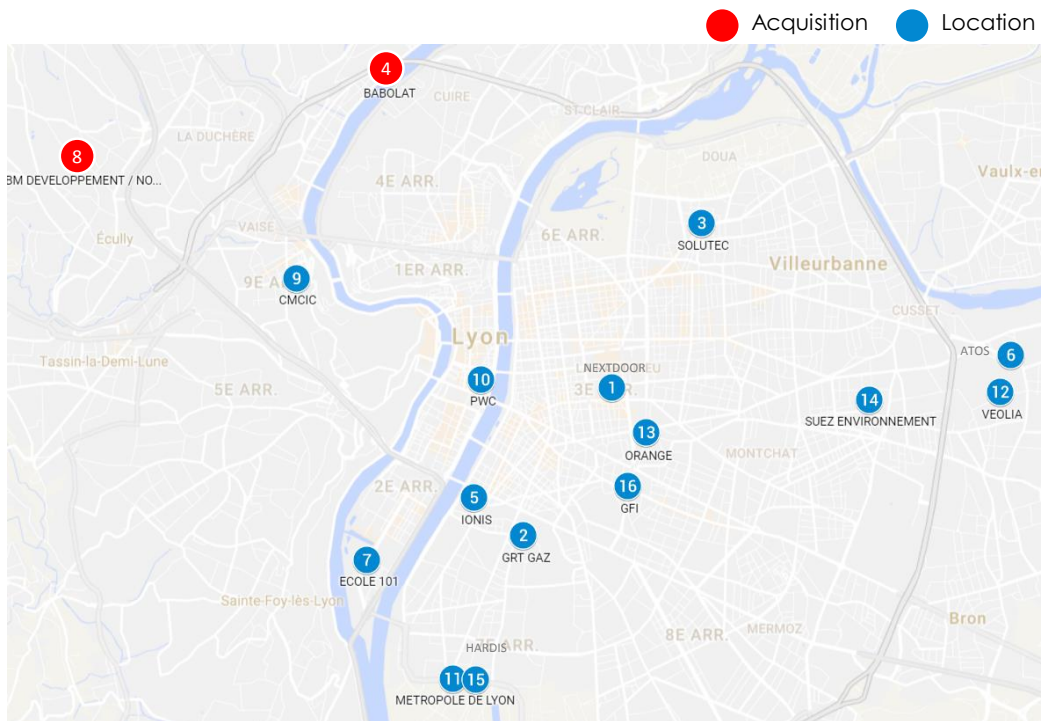 Acquisition
Location
4
BABOLAT
CUIRE
ST-CLAIR
LA DUCHÈRE
8
BM DEVELOPPEMENT / NO...
DOUA
Vaulx-en
4E ARR.
3
SOLUTEC
VAISE
Écully
6E ARR.
Villeurbanne
1ER ARR.
9
9E A
CMCIC
CUSSET
Lyon
ATOS
6
Tassin-la-Demi-Lune
NEXTDOOR
EU
1
3E
5E ARR.
10
PWC
12
VEOLIA
14
SUEZ ENVIRONNEMENT
13
ORANGE
MONTCHAT
2E ARR.
5
IONIS
16
GFI
2
GRT GAZ
7
ECOLE 101
Sainte-Foy-lès-Lyon
Bron
8E ARR.
MERMOZ
HARDIS
7E ARR.
11
15
METROPOLE DE LYON